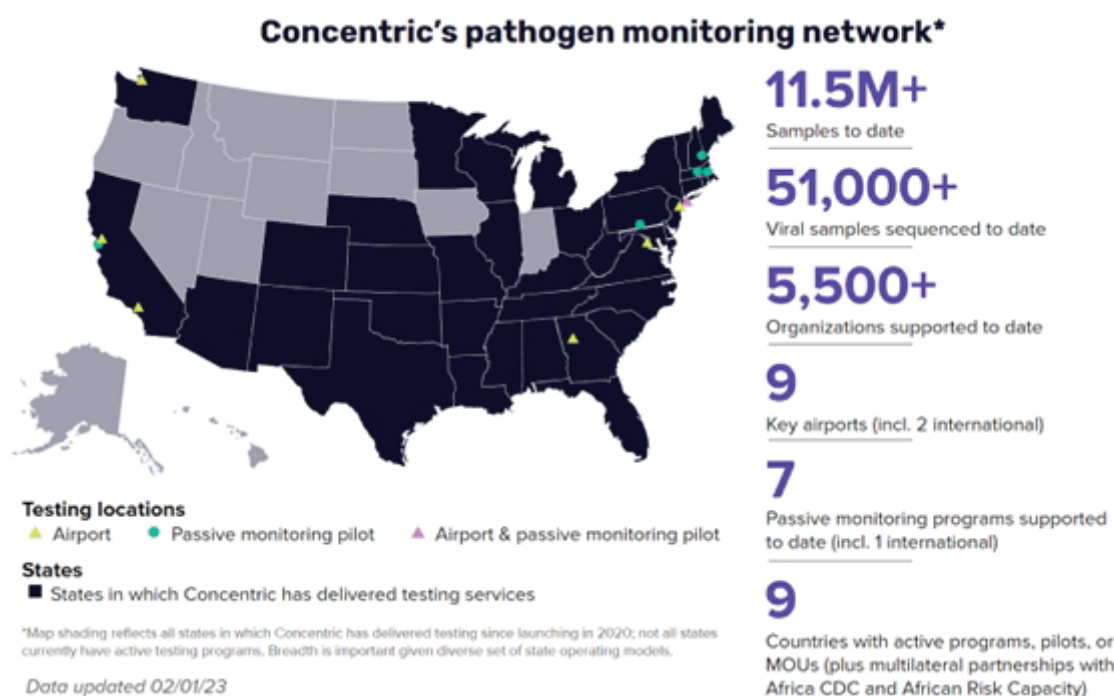 Concentric's pathogen monitoring network*
11.5M+
Samples to date
51,000+
Viral samples sequenced to date
5,500+
Organizations supported to date
9
Key airports (incl. 2 international)
7
Passive monitoring programs supported
to date (incl. 1 international)
9
Countries with active programs, pilots, or
MOUs (plus multilateral partnerships with
Africa CDC and African Risk Capacity)
Testing locations
Airport
Passive monitoring pilot
Airport & passive monitoring pilot
States
States in which Concentric has delivered testing services
*Map shading reflects all states in which Concentric has delivered testing since launching in 2020; not all states
currently have active testing programs. Breadth is important given diverse set of state operating models.
Data updated 02/01/23